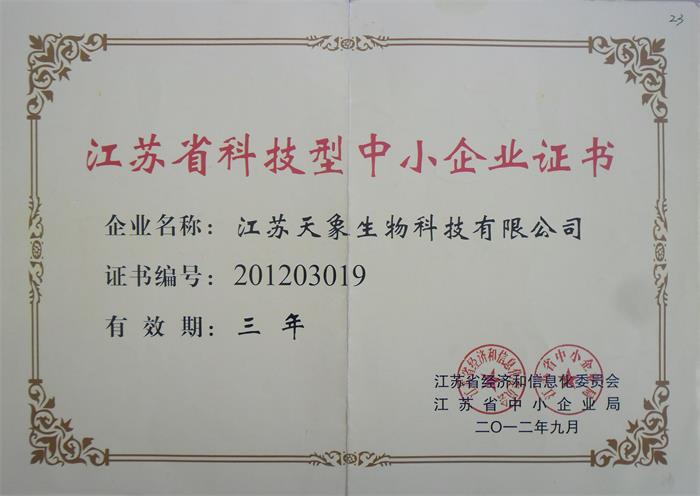 23
江苏省科技型中小企业证书
企业名称：江苏天象生物科技有限公司
证书编号：201203019
有效期：三年
江苏省经济和信息化委员会
江苏省中小企业局
二〇一二年九月